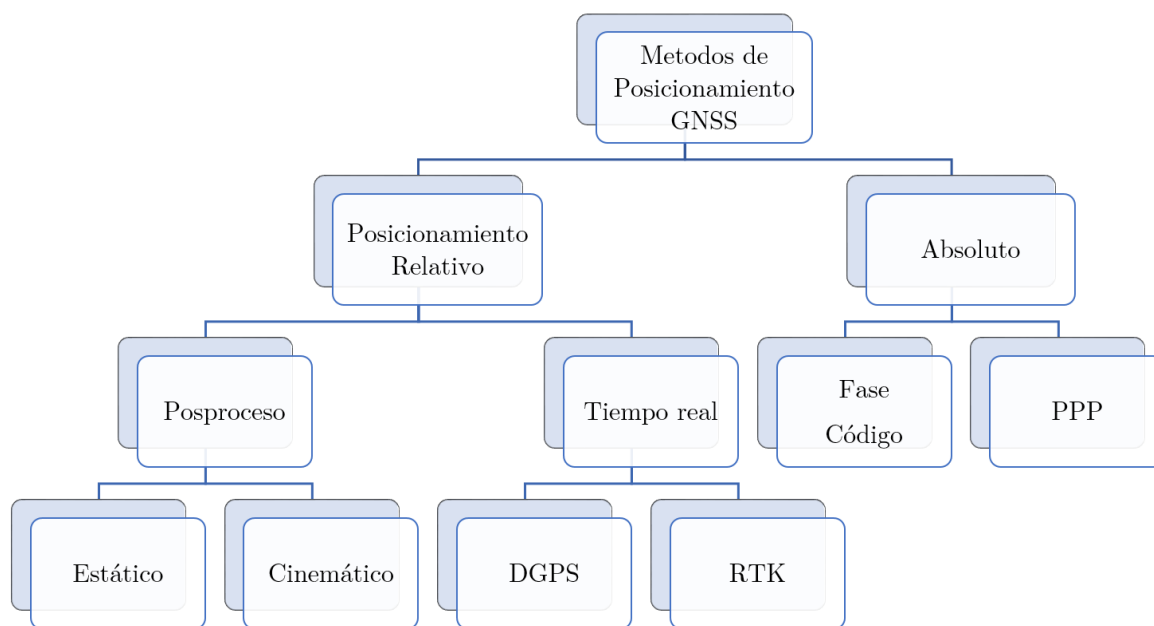 Metodos de
Posicionamiento
GNSS
Posicionamiento
Relativo
Absoluto
Posproceso
Tiempo real
Fase
Código
PPP
Estático
Cinemático
DGPS
RTK